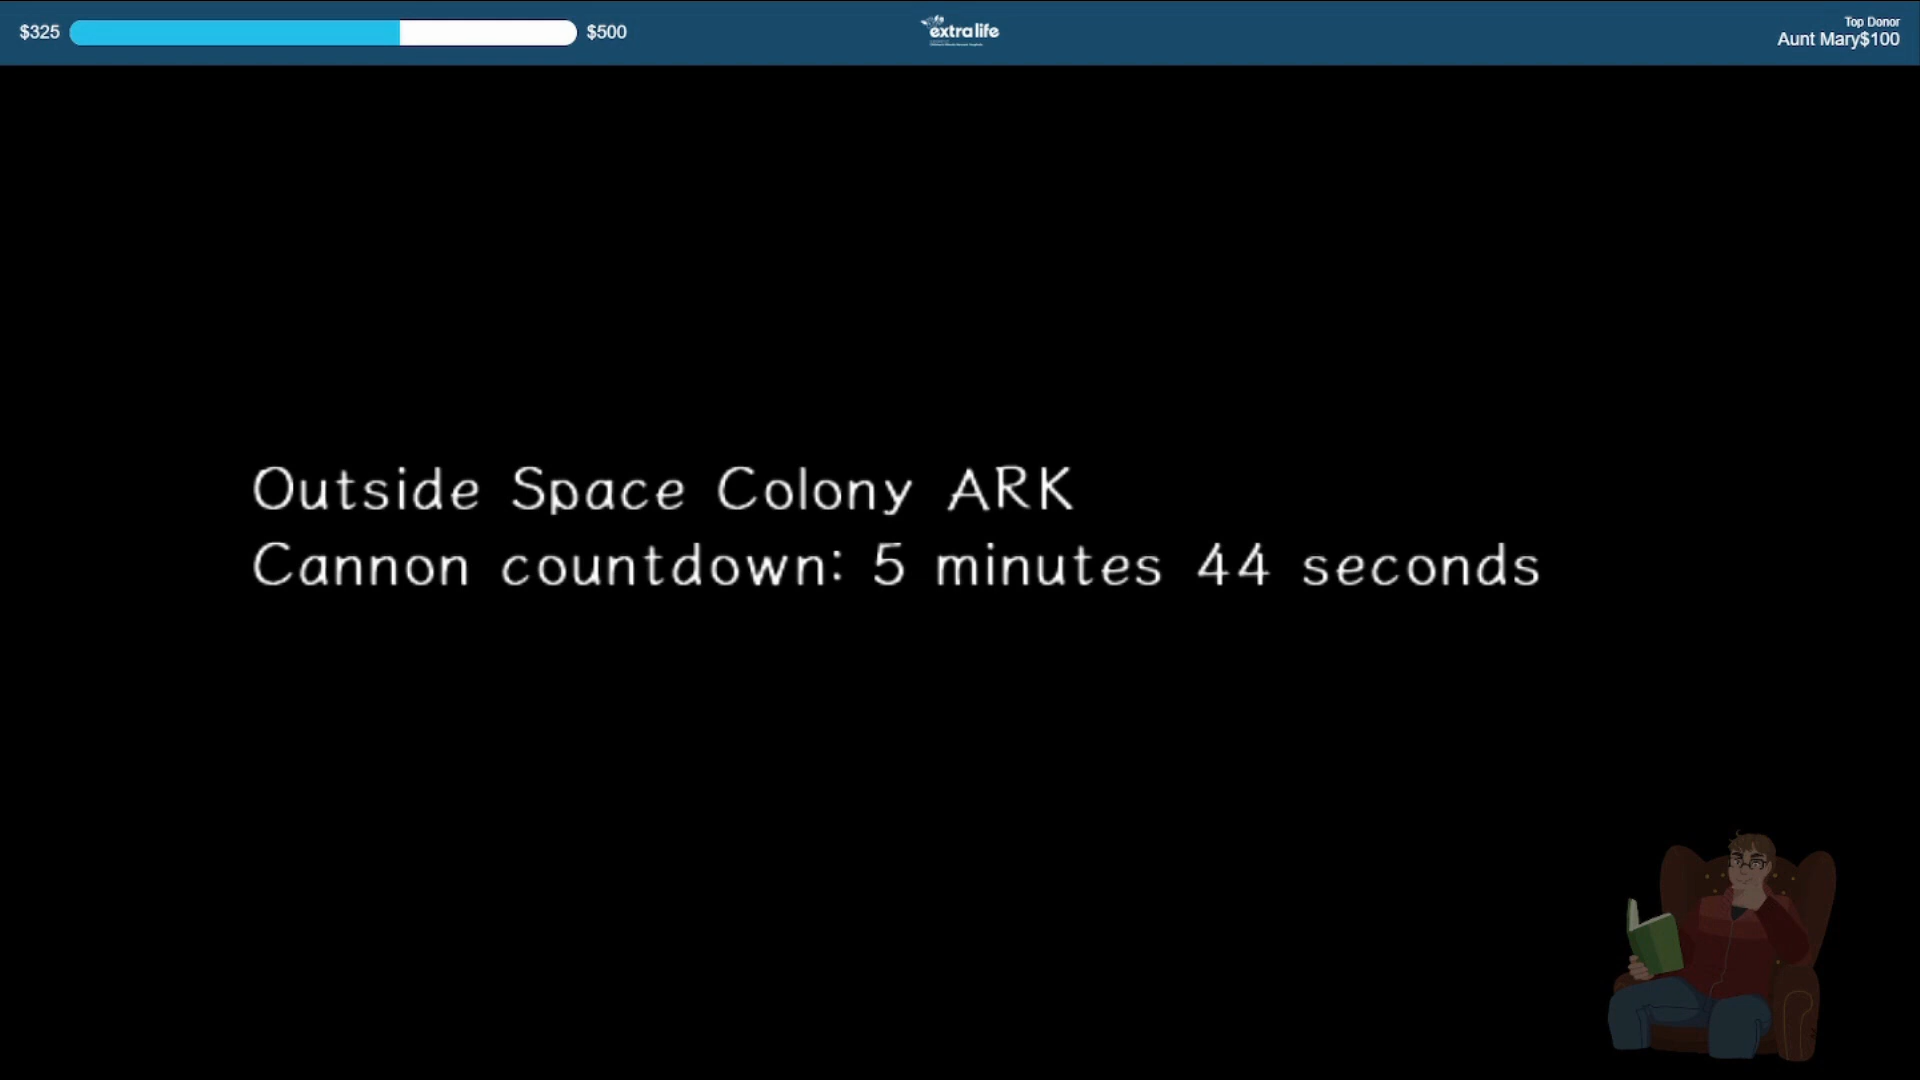 $325
$500
extralife
Top Donor
Aunt Mary$100
Outside Space Colony ARK
Cannon countdown: 5 minutes 44 seconds